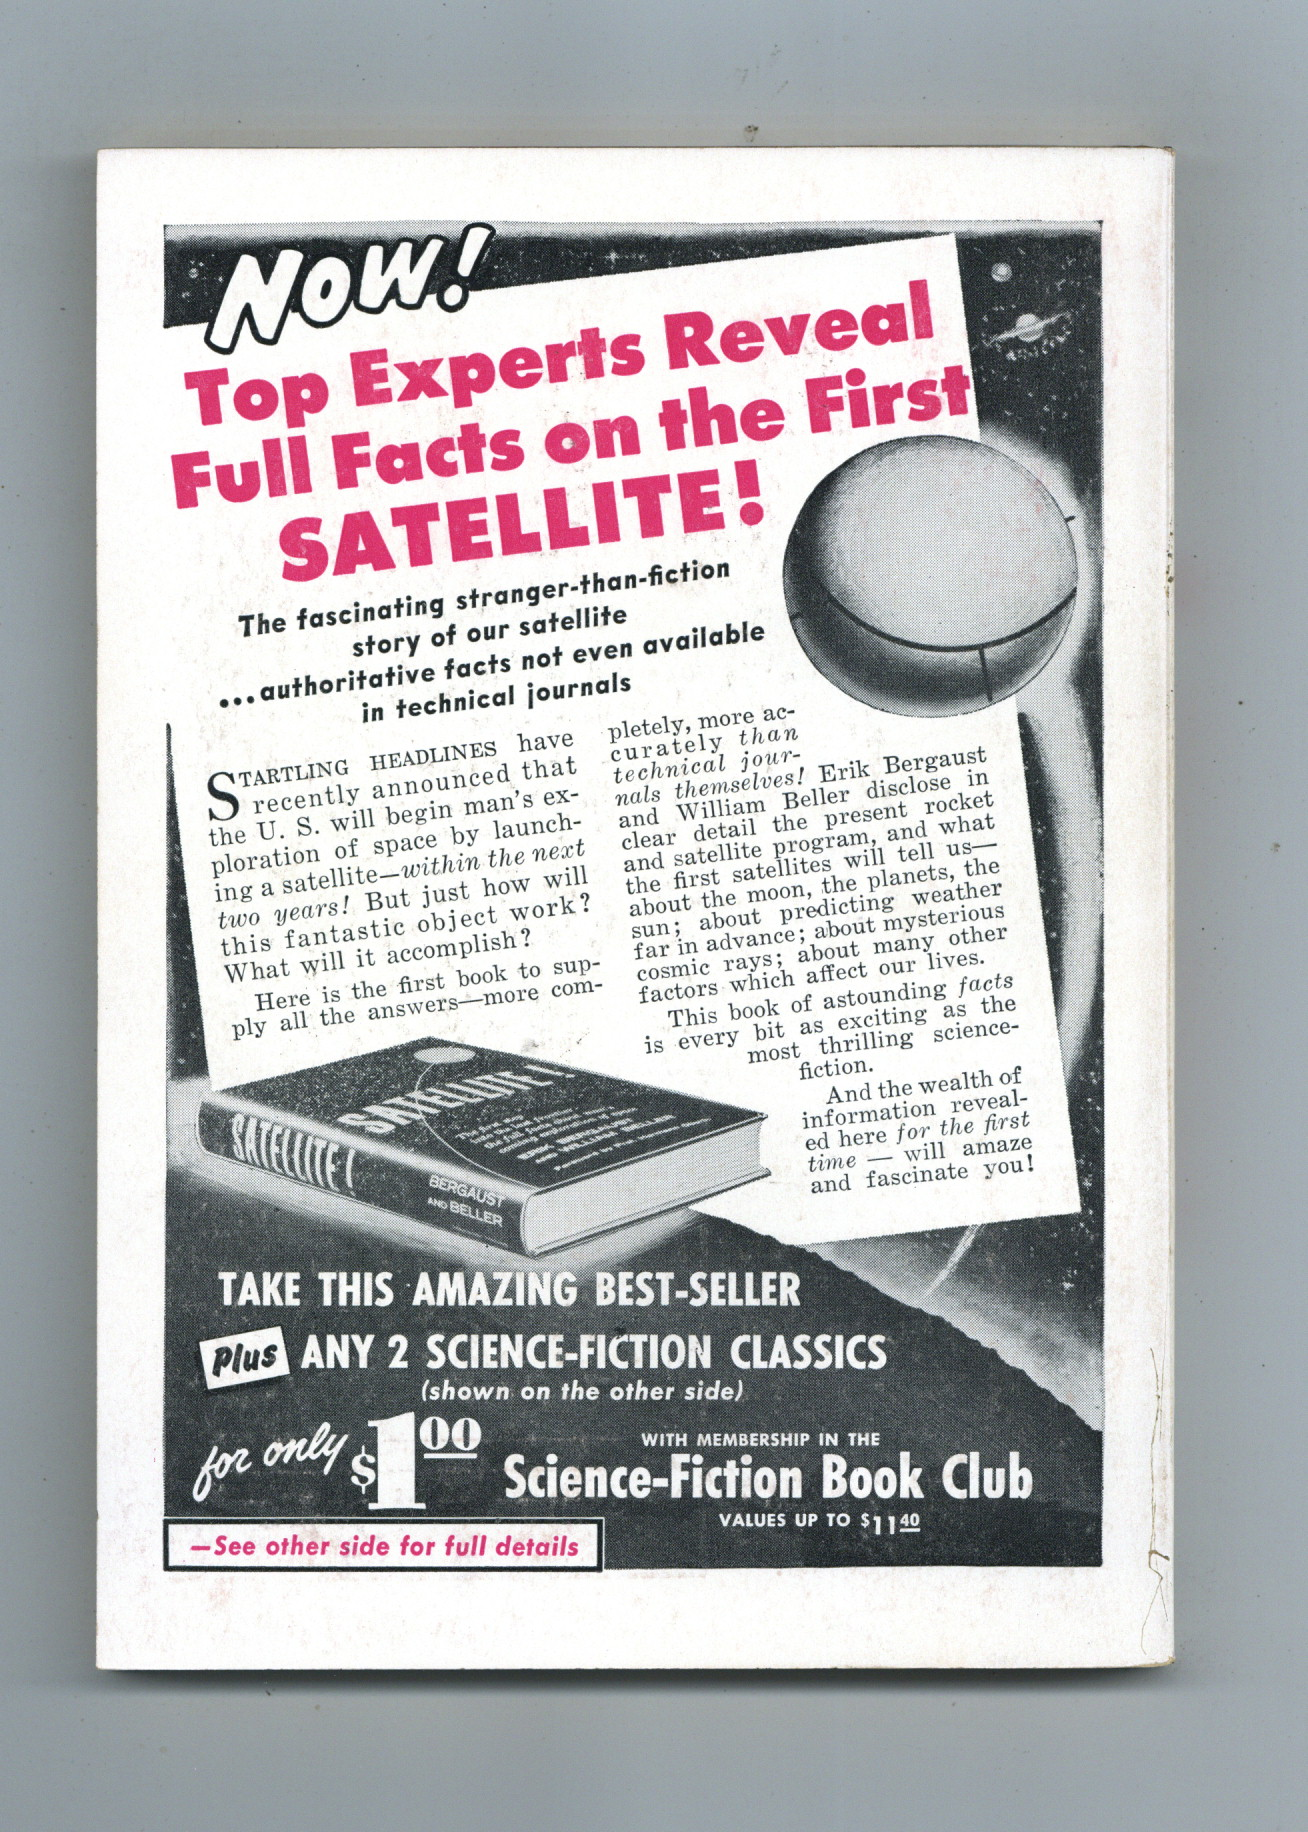 NOW!
Top Experts Reveal
Full Facts on the First
SATELLITE!
The fascinating stranger-than-fiction
story of our satellite
...authoritative facts not even available
in technical journals
STARTLING HEADLINES have
recently announced that
the U. S. will begin man's ex-
ploration of space by launch-
ing a satellite—within the next
two years! But just how will
this fantastic object work?
What will it accomplish?
Here is the first book to sup-
ply all the answers—more com-
pletely, more ac-
curately than
technical jour-
nals themselves! Erik Bergaust
and William Beller disclose in
clear detail the present rocket
and satellite program, and what
the first satellites will tell us—
about the moon, the planets, the
sun; about predicting weather
far in advance; about mysterious
cosmic rays; about many other
factors which affect our lives.
This book of astounding facts
is every bit as exciting as the
most thrilling science-
fiction.
And the wealth of
information reveal-
ed here for the first
time — will amaze
and fascinate you!
SATELLITE!
SATELLITE!
BERGAUST
AND BELLER
TAKE THIS AMAZING BEST-SELLER
Plus ANY 2 SCIENCE-FICTION CLASSICS
(shown on the other side)
for only $100
WITH MEMBERSHIP IN THE
Science-Fiction Book Club
VALUES UP TO $1140
—See other side for full details